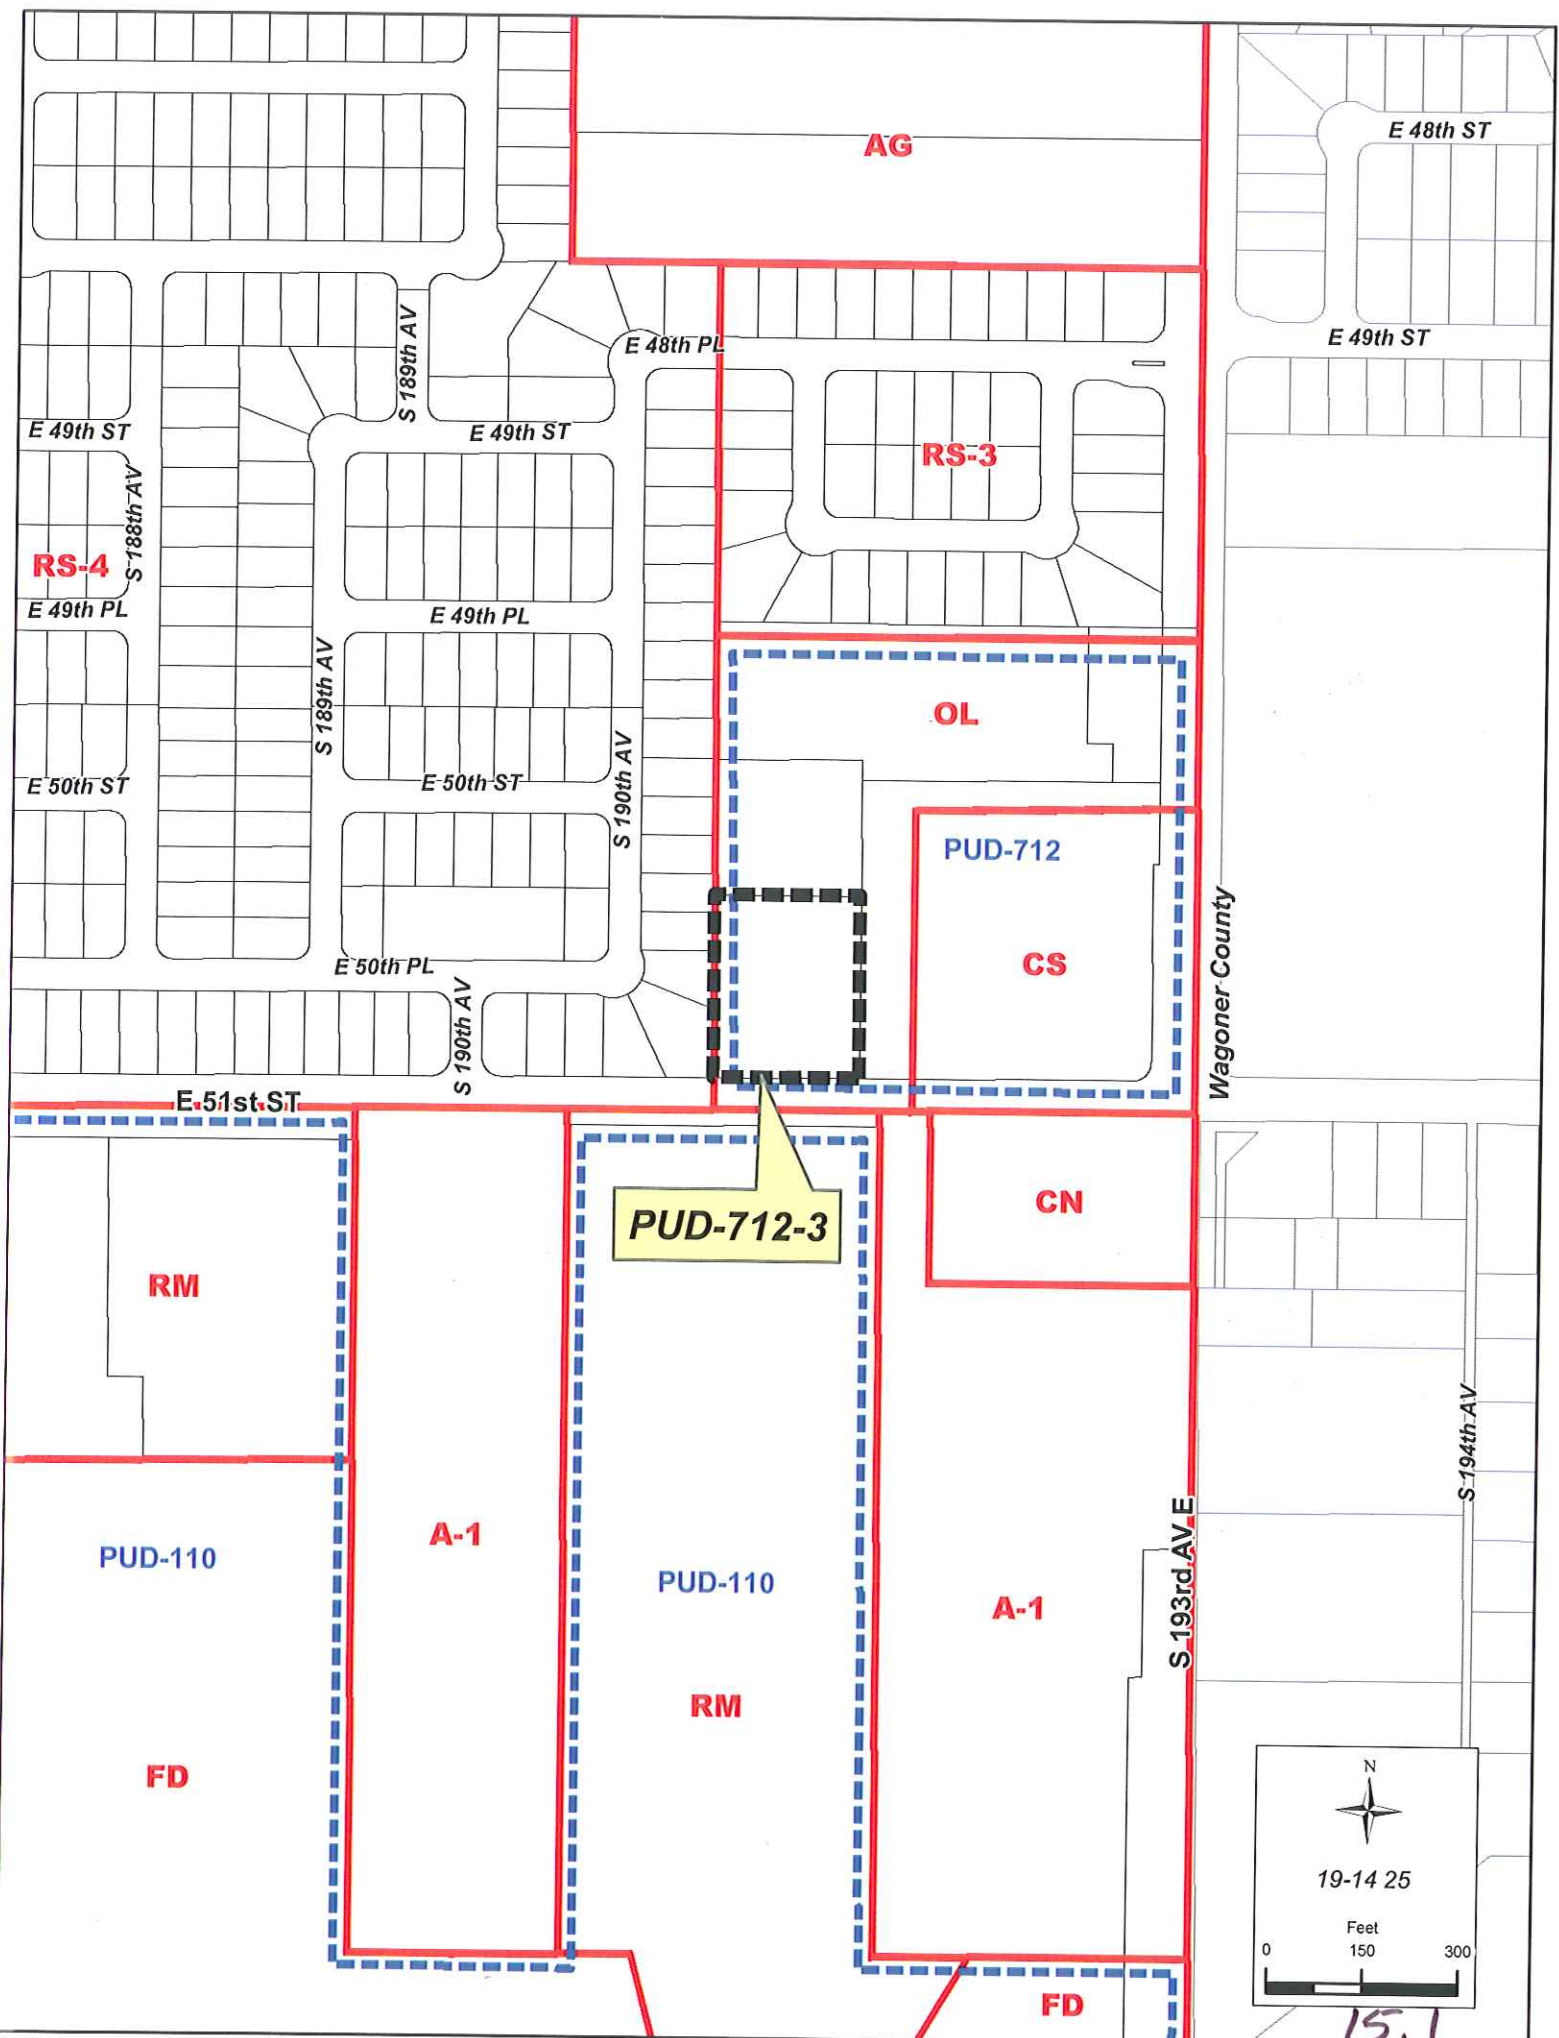 AG
E 48th ST
E 49th ST
E 48th PL
S 189th AV
E 49th ST
E 49th ST
RS-3
S 188th AV
RS-4
E 49th PL
E 49th PL
S 189th AV
OL
S 190th AV
E 50th ST
E 50th ST
PUD-712
CS
Wagoner County
E 50th PL
S 190th AV
E 51st ST
CN
PUD-712-3
RM
S 194th AV
A-1
PUD-110
PUD-110
A-1
S 193rd AV E
RM
FD
N
19-14 25
Feet
0 150 300
FD
15.1